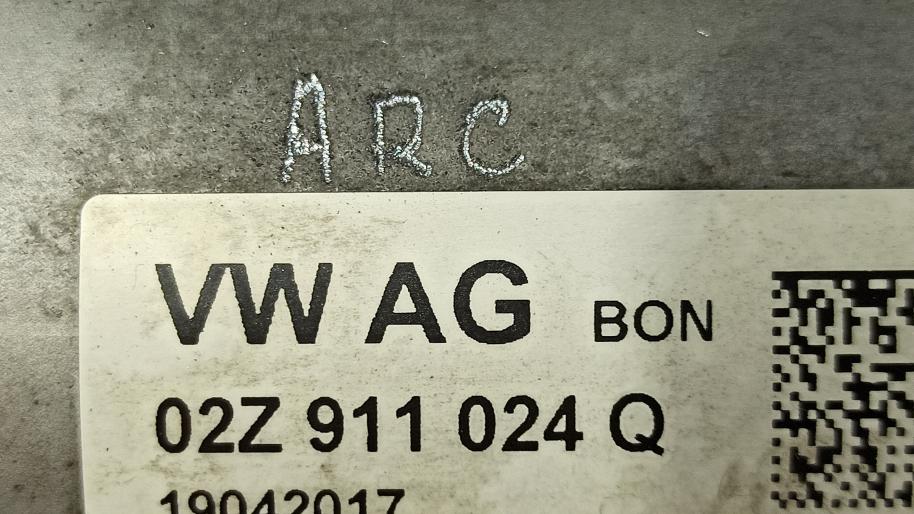 ARC
VW AG BON
02Z 911 024 Q
19042017